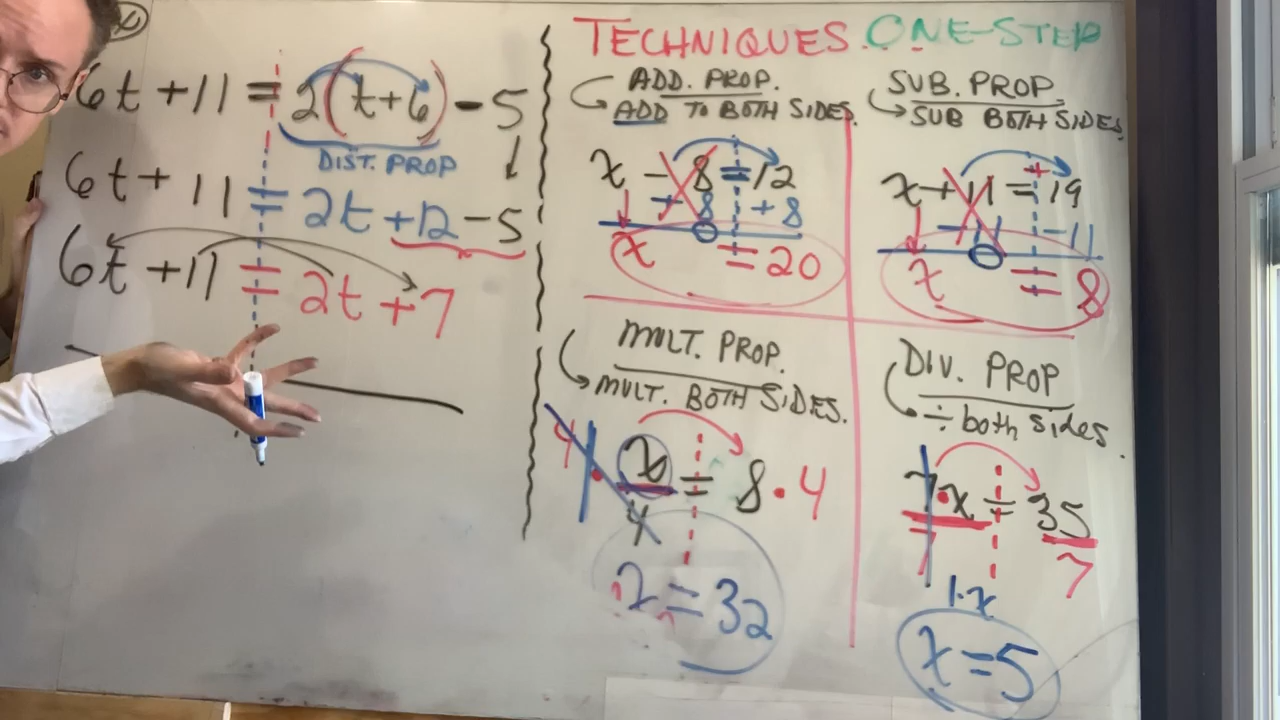 6t + 11 = 2(t + 6) - 5
DIST. PROP
6t + 11 = 2t + 12 - 5
6t + 11 = 2t + 7
TECHNIQUES. ONE-STEP
ADD. PROP.
ADD TO BOTH SIDES.
x - 8 = 12
+ 8 + 8
0
x = 20
SUB. PROP
SUB BOTH SIDES.
x + 11 = 19
- 11 - 11
0
x = 8
MULT. PROP.
MULT. BOTH SIDES.
4 · x = 8 · 4
4
x = 32
DIV. PROP
÷ both sides
7 · x = 35
7 7
1·x
x = 5